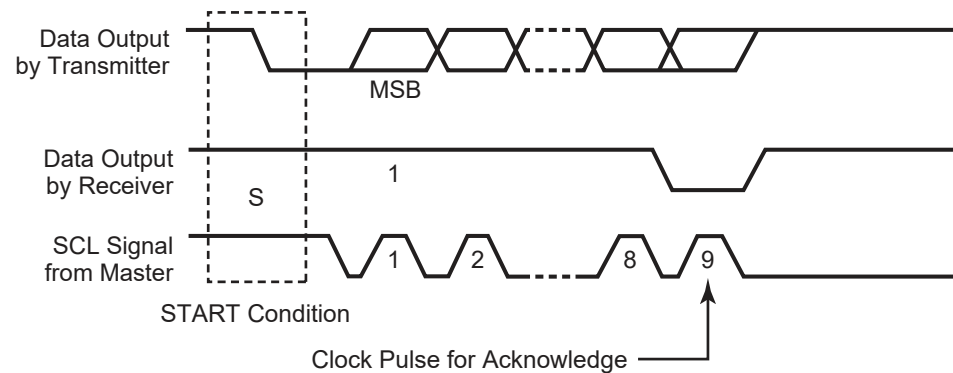 Data Output
by Transmitter
MSB
Data Output
by Receiver
1
S
SCL Signal
from Master
1
2
8
9
START Condition
Clock Pulse for Acknowledge